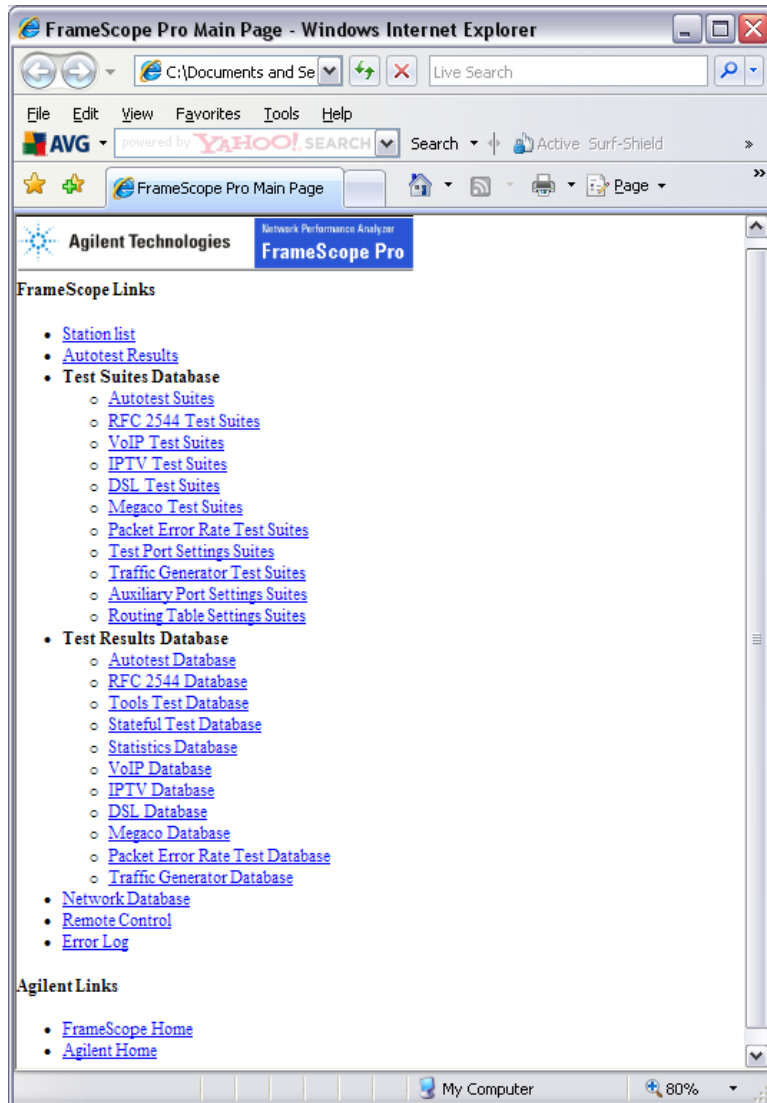 FrameScope Pro Main Page - Windows Internet Explorer
C:\Documents and Se
Live Search
File Edit View Favorites Tools Help
AVG powered by YAHOO! SEARCH Search Active Surf-Shield »
FrameScope Pro Main Page Page »
Agilent Technologies
Network Performance Analyzer
FrameScope Pro
FrameScope Links
Station list
Autotest Results
Test Suites Database
Autotest Suites
RFC 2544 Test Suites
VoIP Test Suites
IPTV Test Suites
DSL Test Suites
Megaco Test Suites
Packet Error Rate Test Suites
Test Port Settings Suites
Traffic Generator Test Suites
Auxiliary Port Settings Suites
Routing Table Settings Suites
Test Results Database
Autotest Database
RFC 2544 Database
Tools Test Database
Stateful Test Database
Statistics Database
VoIP Database
IPTV Database
DSL Database
Megaco Database
Packet Error Rate Test Database
Traffic Generator Database
Network Database
Remote Control
Error Log
Agilent Links
FrameScope Home
Agilent Home
My Computer 80%